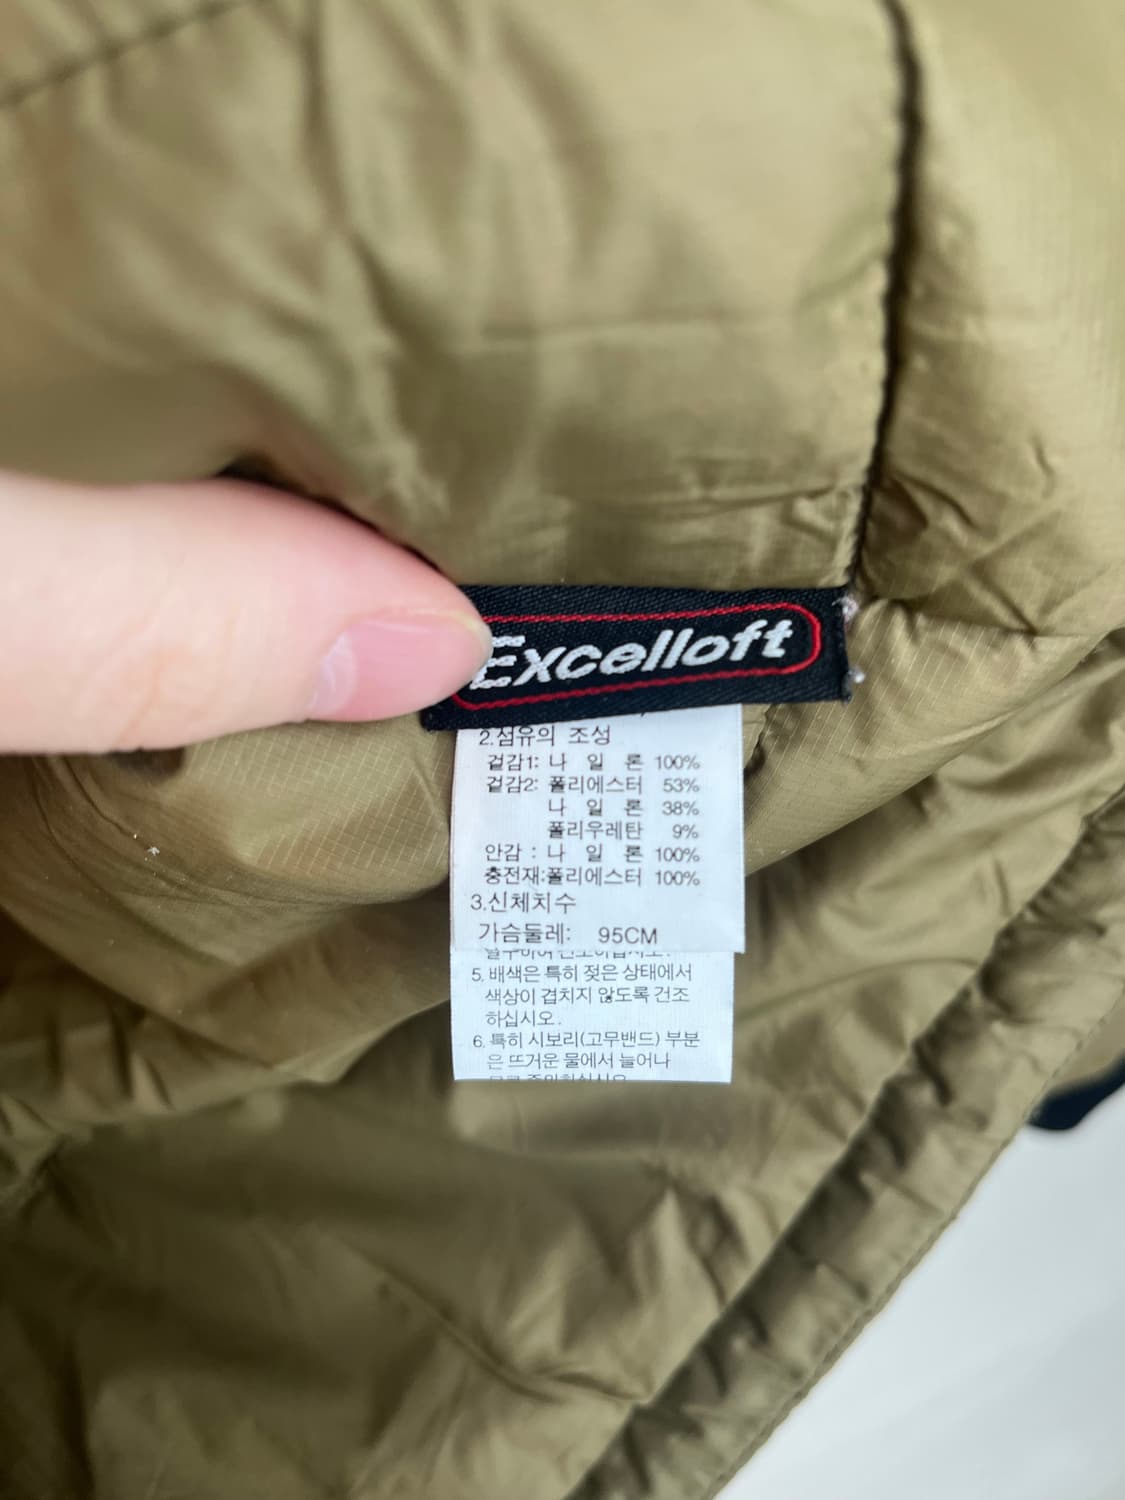 Excelloft
2.섬유의 조성
겉감1: 나 일 론 100%
겉감2: 폴리에스터 53%
나 일 론 38%
폴리우레탄 9%
안감 : 나 일 론 100%
충전재:폴리에스터 100%
3.신체치수
가슴둘레: 95CM
5. 배색은 특히 젖은 상태에서
색상이 겹치지 않도록 건조
하십시오.
6. 특히 시보리(고무밴드) 부분
은 뜨거운 물에서 늘어나